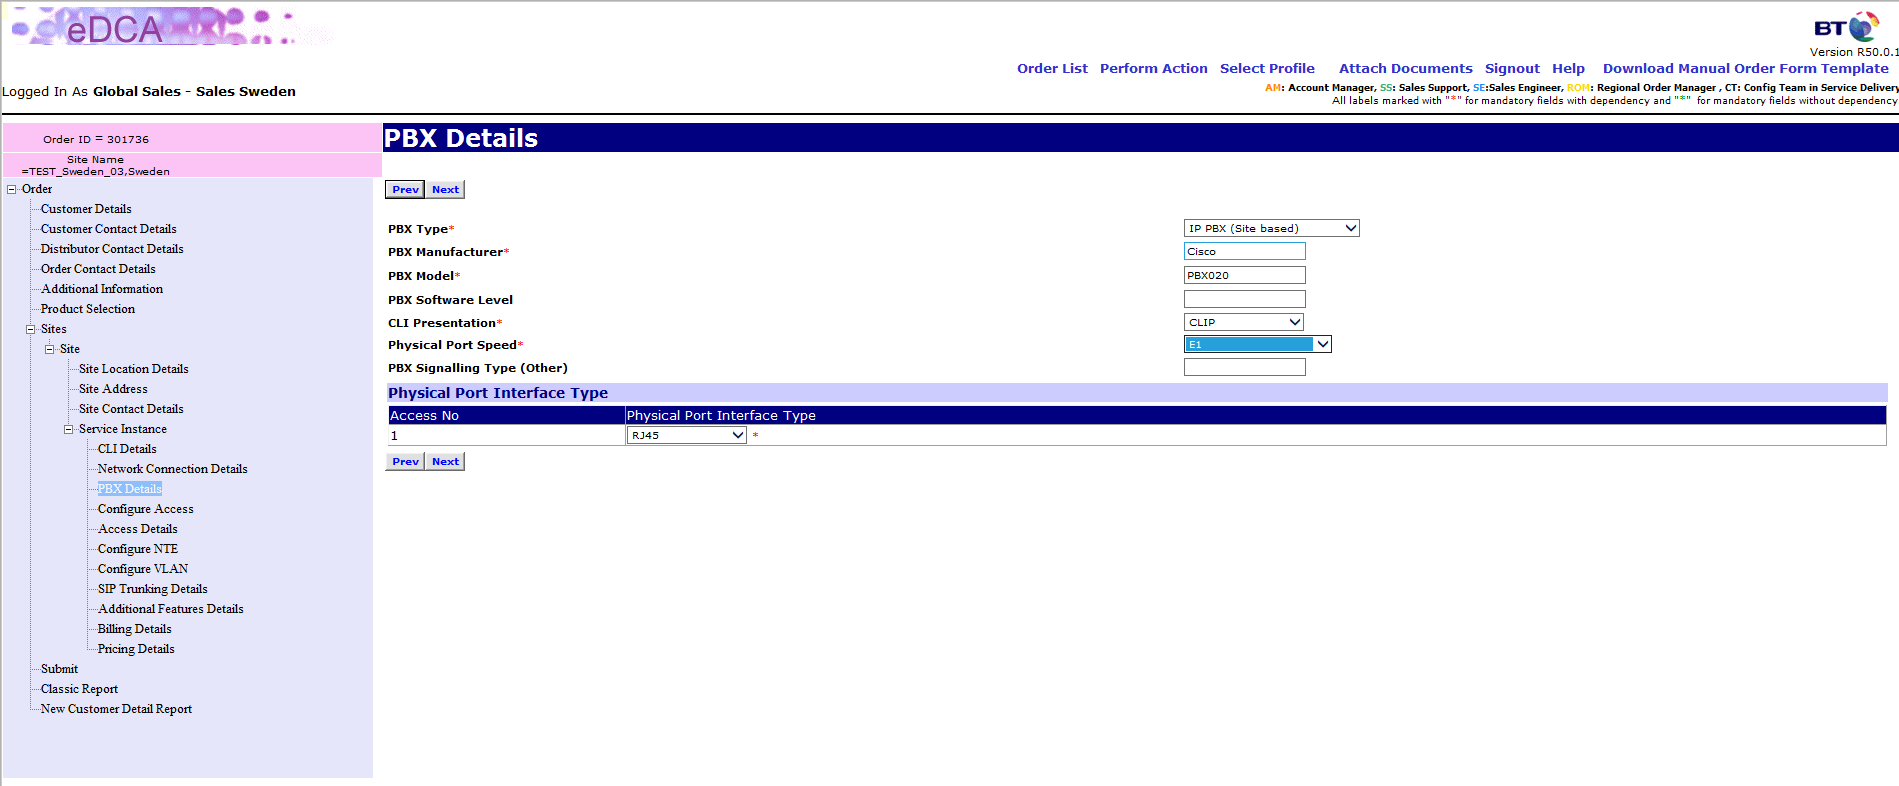 eDCA
BT
Version R50.0.1
Order List Perform Action Select Profile Attach Documents Signout Help Download Manual Order Form Template
Logged In As Global Sales - Sales Sweden
AM: Account Manager, SS: Sales Support, SE:Sales Engineer, ROM: Regional Order Manager , CT: Config Team in Service Delivery
All labels marked with "*" for mandatory fields with dependency and "*" for mandatory fields without dependency
Order ID = 301736
Site Name
=TEST_Sweden_03,Sweden
Order
Customer Details
Customer Contact Details
Distributor Contact Details
Order Contact Details
Additional Information
Product Selection
Sites
Site
Site Location Details
Site Address
Site Contact Details
Service Instance
CLI Details
Network Connection Details
PBX Details
Configure Access
Access Details
Configure NTE
Configure VLAN
SIP Trunking Details
Additional Features Details
Billing Details
Pricing Details
Submit
Classic Report
New Customer Detail Report
PBX Details
Prev Next
PBX Type* IP PBX (Site based)
PBX Manufacturer* Cisco
PBX Model* PBX020
PBX Software Level
CLI Presentation* CLIP
Physical Port Speed* E1
PBX Signalling Type (Other)
Physical Port Interface Type
Access No Physical Port Interface Type
1 RJ45 *
Prev Next